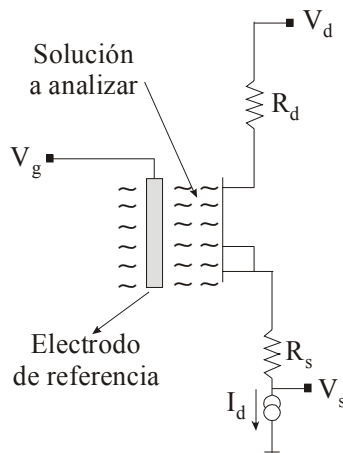 V_d
Solución
a analizar
R_d
V_g
Electrodo
de referencia
R_s
I_d
V_s